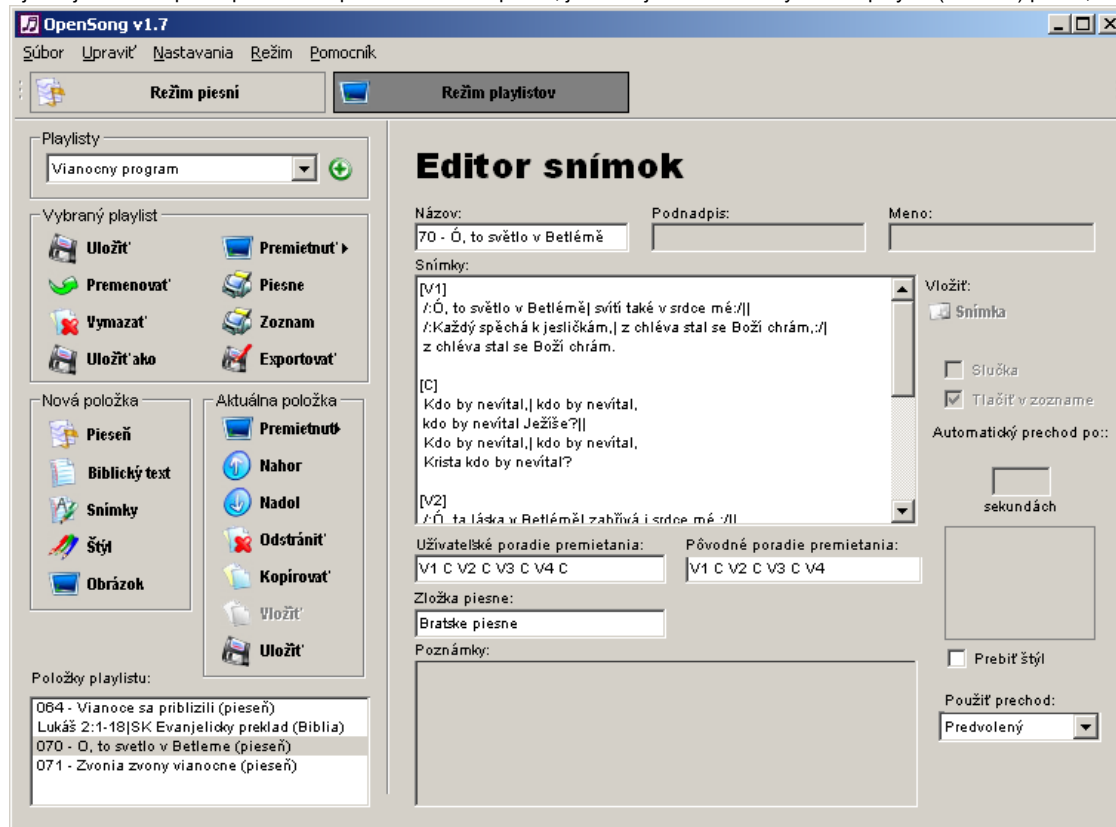 OpenSong v1.7
Súbor Upraviť Nastavania Režim Pomocník
Režim piesní
Režim playlistov
Playlisty
Vianocny program
Vybraný playlist
Uložiť
Premietnuť
Premenovať
Piesne
Vymazať
Zoznam
Uložiť ako
Exportovať
Nová položka
Pieseň
Biblický text
Snímky
Štýl
Obrázok
Aktuálna položka
Premietnuť
Nahor
Nadol
Odstrániť
Kopírovať
Vložiť
Uložiť
Položky playlistu:
064 - Vianoce sa priblizili (pieseň)
Lukáš 2:1-18|SK Evanjelicky preklad (Biblia)
070 - O, to svetlo v Betleme (pieseň)
071 - Zvonia zvony vianocne (pieseň)
Editor snímok
Názov:
Podnadpis:
Meno:
70 - Ó, to světlo v Betlémě
Snímky:
[V1]
/:Ó, to světlo v Betlémě| svítí také v srdce mé:/||
/:Každý spěchá k jesličkám,| z chléva stal se Boží chrám,:/|
z chléva stal se Boží chrám.
[C]
Kdo by nevítal,| kdo by nevítal,
kdo by nevítal Ježíše?||
Kdo by nevítal,| kdo by nevítal,
Krista kdo by nevítal?
[V2]
/:Ó, ta láska v Betlémě| zahřívá i srdce mé :/||
Vložiť:
Snímka
Slučka
Tlačiť v zozname
Automatický prechod po::
sekundách
Užívateľské poradie premietania:
Pôvodné poradie premietania:
V1 C V2 C V3 C V4 C
V1 C V2 C V3 C V4
Zložka piesne:
Bratske piesne
Poznámky:
Prebiť štýl
Použiť prechod:
Predvolený